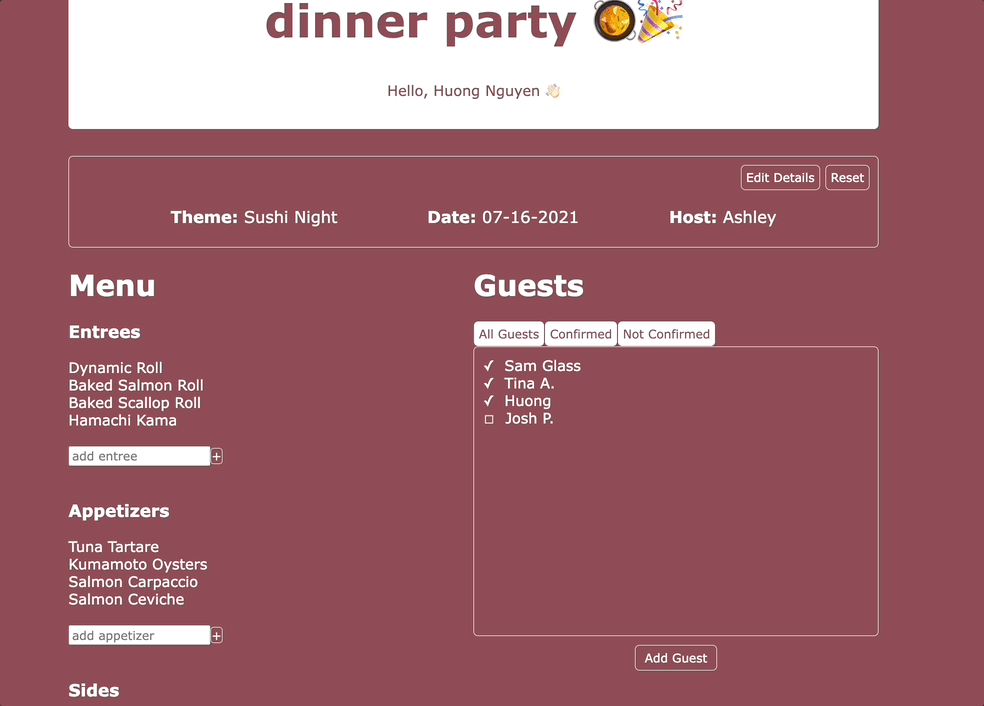 dinner party 🥘🎉
Hello, Huong Nguyen 👋🏻
Edit Details Reset
Theme: Sushi Night Date: 07-16-2021 Host: Ashley
Menu
Entrees
Dynamic Roll
Baked Salmon Roll
Baked Scallop Roll
Hamachi Kama
add entree +
Appetizers
Tuna Tartare
Kumamoto Oysters
Salmon Carpaccio
Salmon Ceviche
add appetizer +
Sides
Guests
All Guests Confirmed Not Confirmed
✓ Sam Glass
✓ Tina A.
✓ Huong
☐ Josh P.
Add Guest